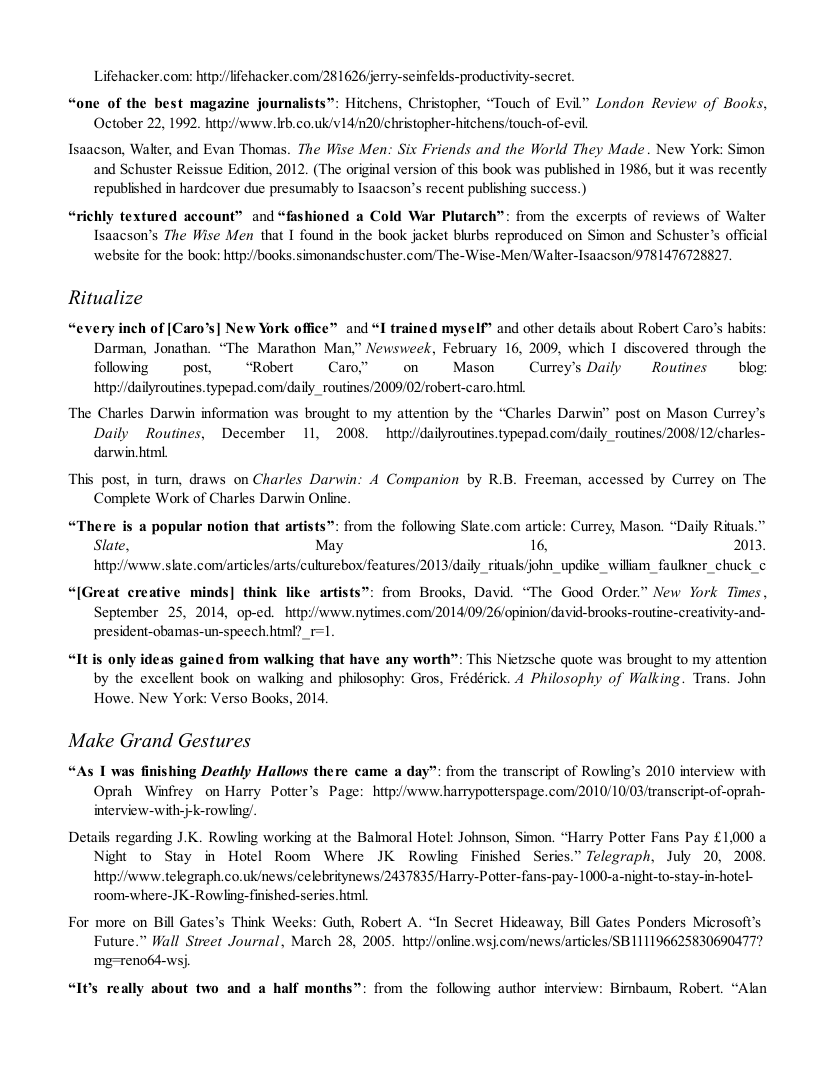 Lifehacker.com: http://lifehacker.com/281626/jerry-seinfelds-productivity-secret.
“one of the best magazine journalists”: Hitchens, Christopher, “Touch of Evil.” London Review of Books,
October 22, 1992. http://www.lrb.co.uk/v14/n20/christopher-hitchens/touch-of-evil.
Isaacson, Walter, and Evan Thomas. The Wise Men: Six Friends and the World They Made. New York: Simon
and Schuster Reissue Edition, 2012. (The original version of this book was published in 1986, but it was recently
republished in hardcover due presumably to Isaacson’s recent publishing success.)
“richly textured account” and “fashioned a Cold War Plutarch”: from the excerpts of reviews of Walter
Isaacson’s The Wise Men that I found in the book jacket blurbs reproduced on Simon and Schuster’s official
website for the book: http://books.simonandschuster.com/The-Wise-Men/Walter-Isaacson/9781476728827.
Ritualize
“every inch of [Caro’s] New York office” and “I trained myself” and other details about Robert Caro’s habits:
Darman, Jonathan. “The Marathon Man,” Newsweek, February 16, 2009, which I discovered through the
following post, “Robert Caro,” on Mason Currey’s Daily Routines blog:
http://dailyroutines.typepad.com/daily_routines/2009/02/robert-caro.html.
The Charles Darwin information was brought to my attention by the “Charles Darwin” post on Mason Currey’s
Daily Routines, December 11, 2008. http://dailyroutines.typepad.com/daily_routines/2008/12/charles-
darwin.html.
This post, in turn, draws on Charles Darwin: A Companion by R.B. Freeman, accessed by Currey on The
Complete Work of Charles Darwin Online.
“There is a popular notion that artists”: from the following Slate.com article: Currey, Mason. “Daily Rituals.”
Slate, May 16, 2013.
http://www.slate.com/articles/arts/culturebox/features/2013/daily_rituals/john_updike_william_faulkner_chuck_c
“[Great creative minds] think like artists”: from Brooks, David. “The Good Order.” New York Times,
September 25, 2014, op-ed. http://www.nytimes.com/2014/09/26/opinion/david-brooks-routine-creativity-and-
president-obamas-un-speech.html?_r=1.
“It is only ideas gained from walking that have any worth”: This Nietzsche quote was brought to my attention
by the excellent book on walking and philosophy: Gros, Frédérick. A Philosophy of Walking. Trans. John
Howe. New York: Verso Books, 2014.
Make Grand Gestures
“As I was finishing Deathly Hallows there came a day”: from the transcript of Rowling’s 2010 interview with
Oprah Winfrey on Harry Potter’s Page: http://www.harrypotterspage.com/2010/10/03/transcript-of-oprah-
interview-with-j-k-rowling/.
Details regarding J.K. Rowling working at the Balmoral Hotel: Johnson, Simon. “Harry Potter Fans Pay £1,000 a
Night to Stay in Hotel Room Where JK Rowling Finished Series.” Telegraph, July 20, 2008.
http://www.telegraph.co.uk/news/celebritynews/2437835/Harry-Potter-fans-pay-1000-a-night-to-stay-in-hotel-
room-where-JK-Rowling-finished-series.html.
For more on Bill Gates’s Think Weeks: Guth, Robert A. “In Secret Hideaway, Bill Gates Ponders Microsoft’s
Future.” Wall Street Journal, March 28, 2005. http://online.wsj.com/news/articles/SB111196625830690477?
mg=reno64-wsj.
“It’s really about two and a half months”: from the following author interview: Birnbaum, Robert. “Alan